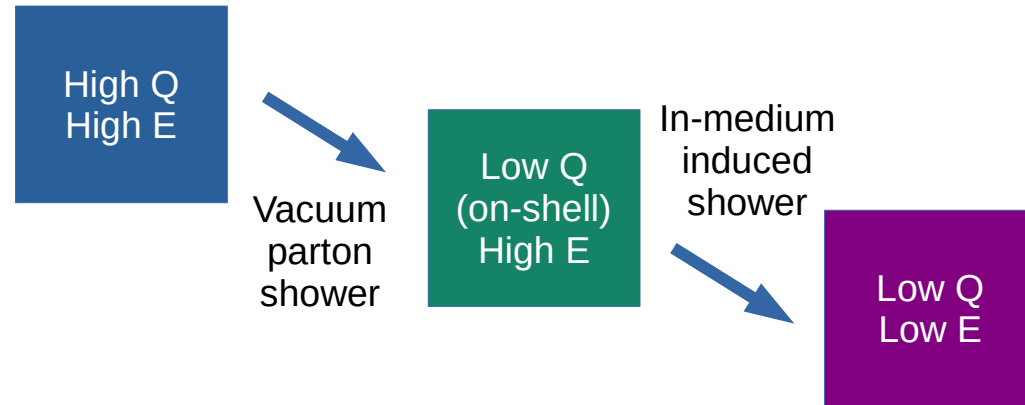 High Q
High E
Vacuum
parton
shower
Low Q
(on-shell)
High E
In-medium
induced
shower
Low Q
Low E